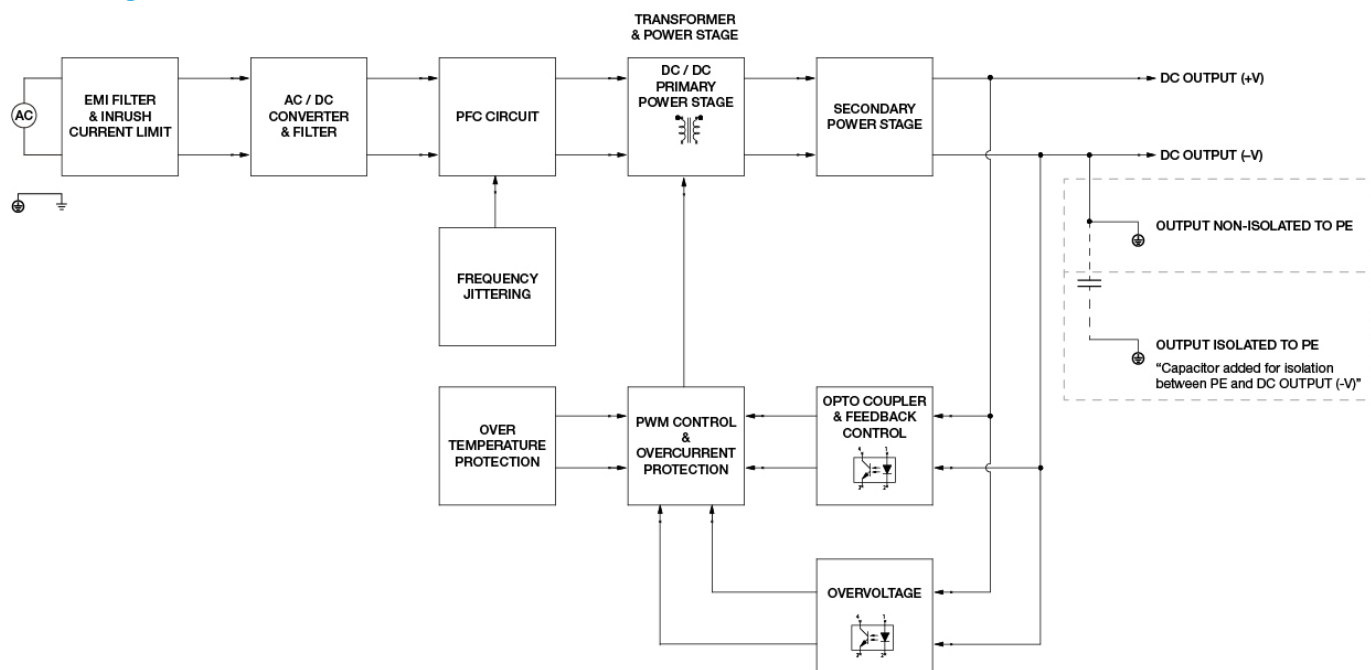 TRANSFORMER
& POWER STAGE
AC
EMI FILTER
& INRUSH
CURRENT LIMIT
AC / DC
CONVERTER
& FILTER
PFC CIRCUIT
DC / DC
PRIMARY
POWER STAGE
SECONDARY
POWER STAGE
DC OUTPUT (+V)
DC OUTPUT (–V)
FREQUENCY
JITTERING
OUTPUT NON-ISOLATED TO PE
OUTPUT ISOLATED TO PE
“Capacitor added for isolation
between PE and DC OUTPUT (-V)”
OVER
TEMPERATURE
PROTECTION
PWM CONTROL
&
OVERCURRENT
PROTECTION
OPTO COUPLER
& FEEDBACK
CONTROL
OVERVOLTAGE